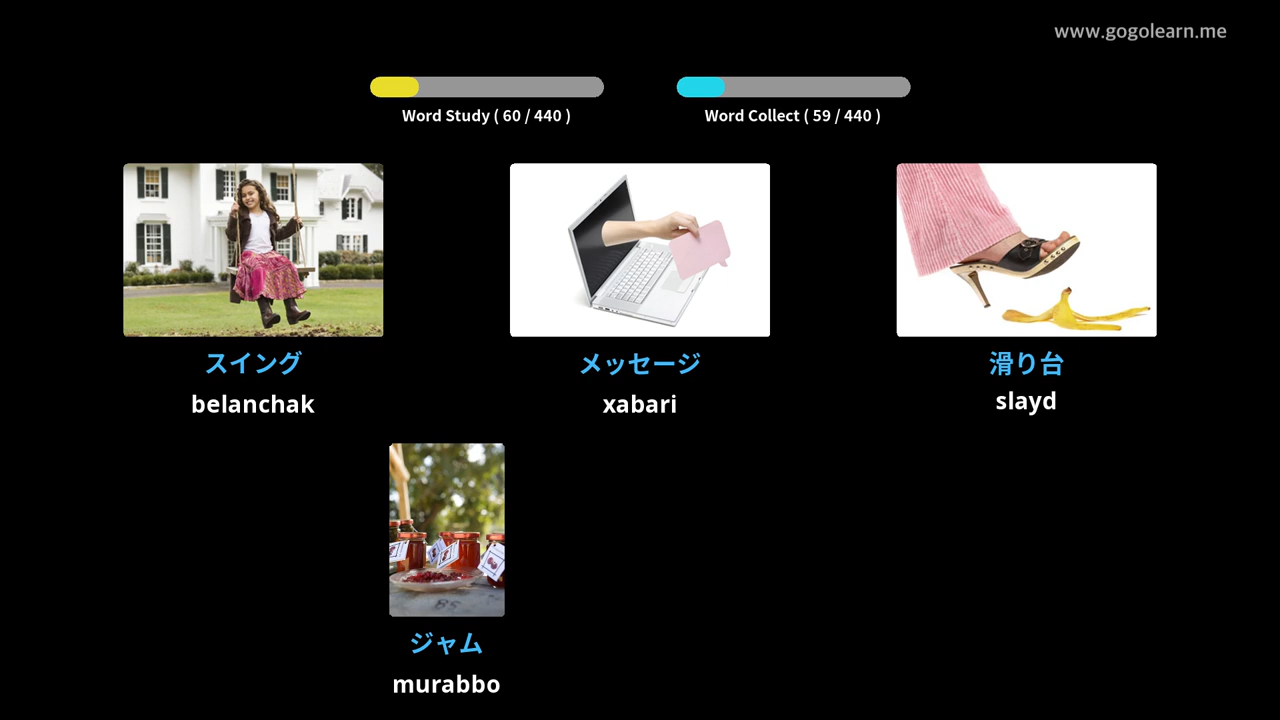 www.gogolearn.me
Word Study ( 60 / 440 )
Word Collect ( 59 / 440 )
スイング
belanchak
メッセージ
xabari
滑り台
slayd
ジャム
murabbo